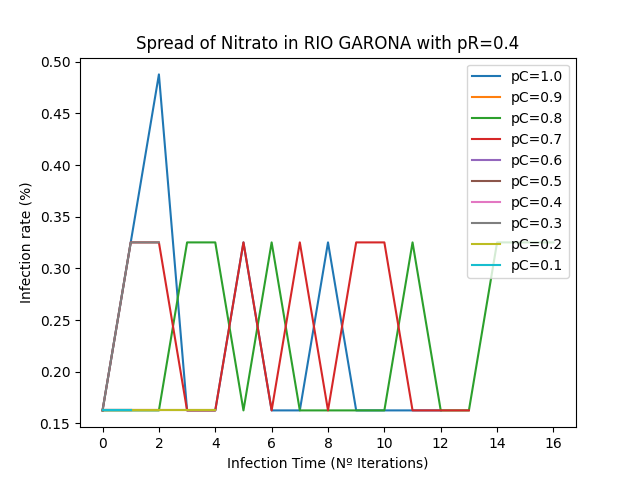 Spread of Nitrato in RIO GARONA with pR=0.4
Infection rate (%)
0.50
0.45
0.40
0.35
0.30
0.25
0.20
0.15
pC=1.0
pC=0.9
pC=0.8
pC=0.7
pC=0.6
pC=0.5
pC=0.4
pC=0.3
pC=0.2
pC=0.1
0 2 4 6 8 10 12 14 16
Infection Time (Nº Iterations)